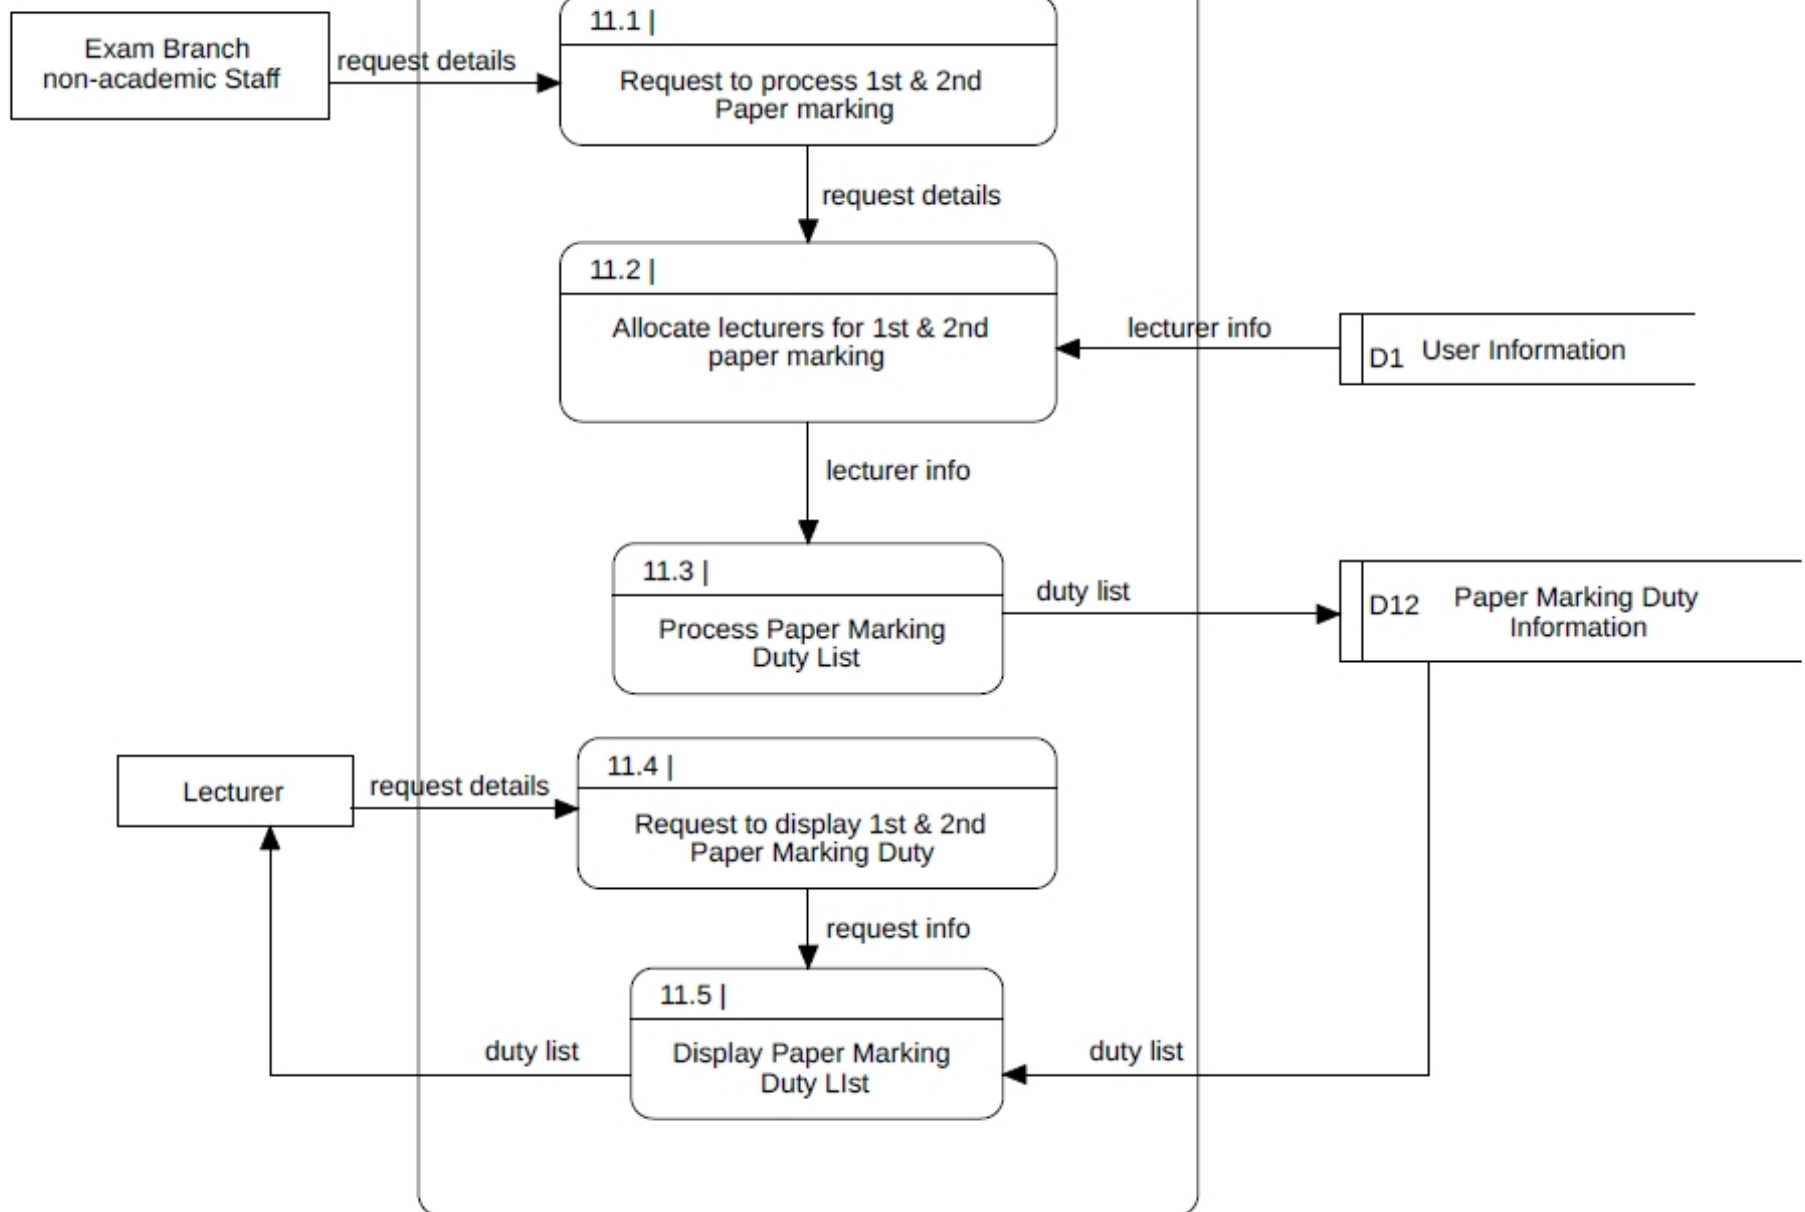 11.1 |
Exam Branch
non-academic Staff
request details
Request to process 1st & 2nd
Paper marking
request details
11.2 |
Allocate lecturers for 1st & 2nd
paper marking
lecturer info
D1 User Information
lecturer info
11.3 |
Process Paper Marking
Duty List
duty list
D12
Paper Marking Duty
Information
Lecturer
request details
11.4 |
Request to display 1st & 2nd
Paper Marking Duty
request info
11.5 |
Display Paper Marking
Duty LIst
duty list
duty list